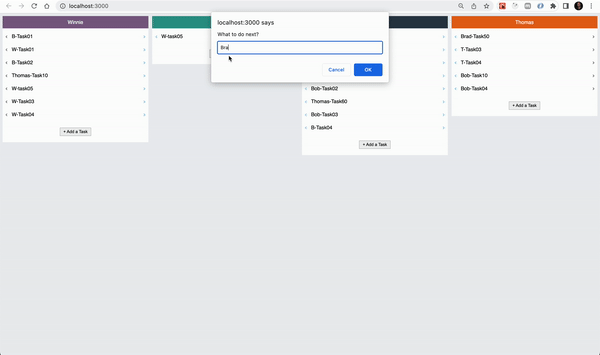 localhost:3000
localhost:3000 says
What to do next?
Bra
Cancel
OK
Winnie
B-Task01
W-Task01
B-Task02
Thomas-Task10
W-task05
W-Task03
W-Task04
+ Add a Task
W-task05
Bob-Task02
Thomas-Task60
Bob-Task03
B-Task04
+ Add a Task
Thomas
Brad-Task50
T-Task03
T-Task04
Bob-Task10
Bob-Task04
+ Add a Task